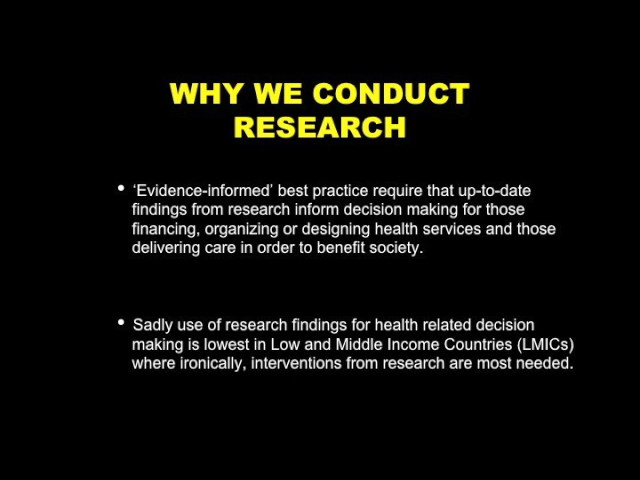 WHY WE CONDUCT
RESEARCH
• ‘Evidence-informed’ best practice require that up-to-date
findings from research inform decision making for those
financing, organizing or designing health services and those
delivering care in order to benefit society.
• Sadly use of research findings for health related decision
making is lowest in Low and Middle Income Countries (LMICs)
where ironically, interventions from research are most needed.